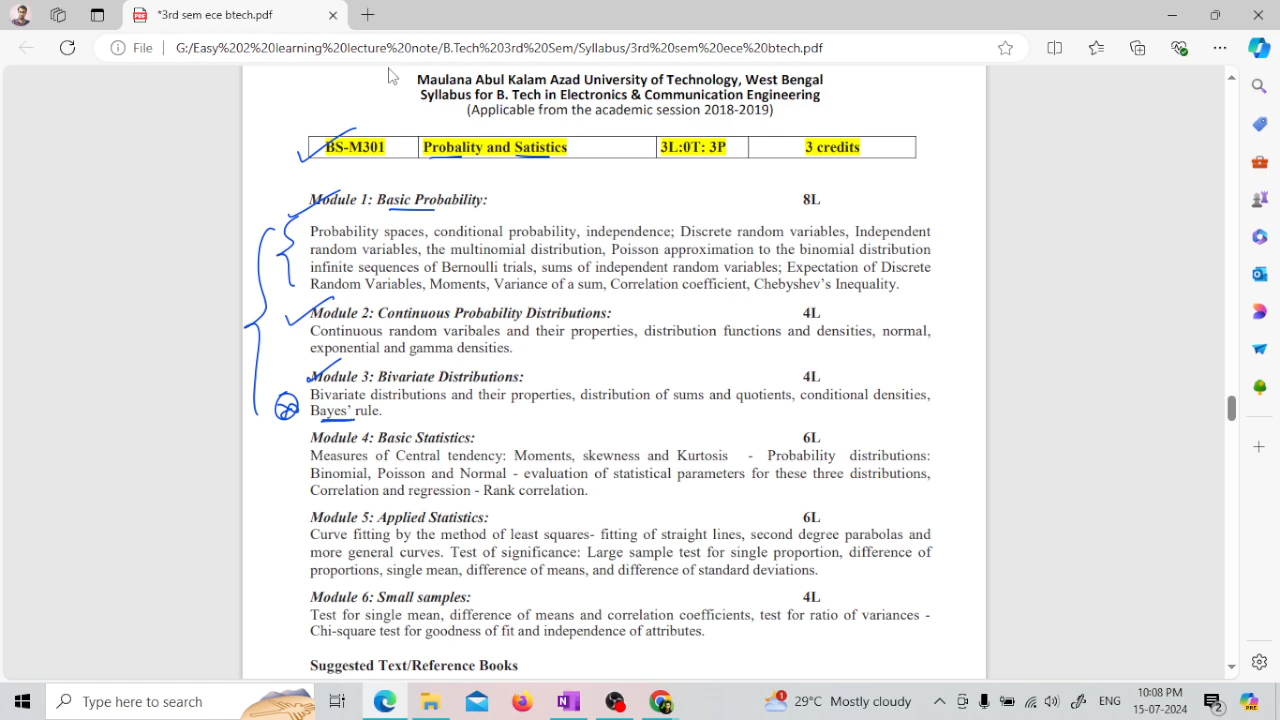 *3rd sem ece btech.pdf
File G:/Easy%202%20learning%20lecture%20note/B.Tech%203rd%20sem/Syllabus/3rd%20sem%20ece%20btech.pdf
Maulana Abul Kalam Azad University of Technology, West Bengal
Syllabus for B. Tech in Electronics & Communication Engineering
(Applicable from the academic session 2018-2019)
BS-M301 Probality and Satistics 3L:0T: 3P 3 credits
Module 1: Basic Probability: 8L
Probability spaces, conditional probability, independence; Discrete random variables, Independent
random variables, the multinomial distribution, Poisson approximation to the binomial distribution
infinite sequences of Bernoulli trials, sums of independent random variables; Expectation of Discrete
Random Variables, Moments, Variance of a sum, Correlation coefficient, Chebyshev's Inequality.
Module 2: Continuous Probability Distributions: 4L
Continuous random varibales and their properties, distribution functions and densities, normal,
exponential and gamma densities.
Module 3: Bivariate Distributions: 4L
Bivariate distributions and their properties, distribution of sums and quotients, conditional densities,
Bayes' rule.
Module 4: Basic Statistics: 6L
Measures of Central tendency: Moments, skewness and Kurtosis - Probability distributions:
Binomial, Poisson and Normal - evaluation of statistical parameters for these three distributions,
Correlation and regression - Rank correlation.
Module 5: Applied Statistics: 6L
Curve fitting by the method of least squares- fitting of straight lines, second degree parabolas and
more general curves. Test of significance: Large sample test for single proportion, difference of
proportions, single mean, difference of means, and difference of standard deviations.
Module 6: Small samples: 4L
Test for single mean, difference of means and correlation coefficients, test for ratio of variances -
Chi-square test for goodness of fit and independence of attributes.
Suggested Text/Reference Books
Type here to search
29°C Mostly cloudy
ENG
10:08 PM
15-07-2024